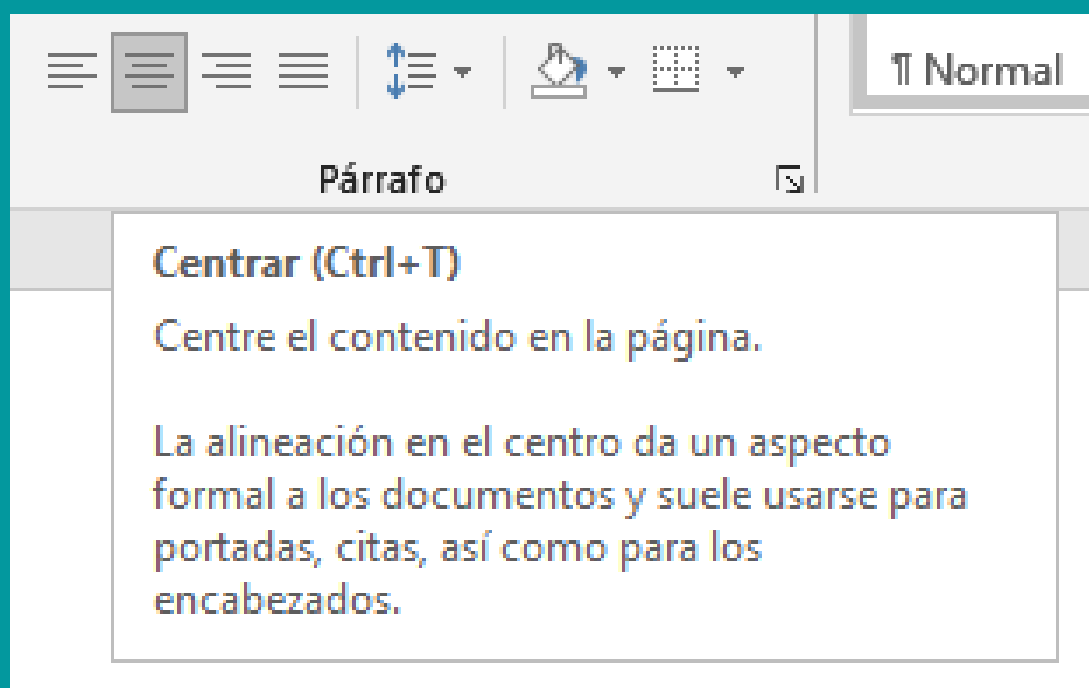 ¶ Normal
Párrafo
Centrar (Ctrl+T)
Centre el contenido en la página.
La alineación en el centro da un aspecto
formal a los documentos y suele usarse para
portadas, citas, así como para los
encabezados.